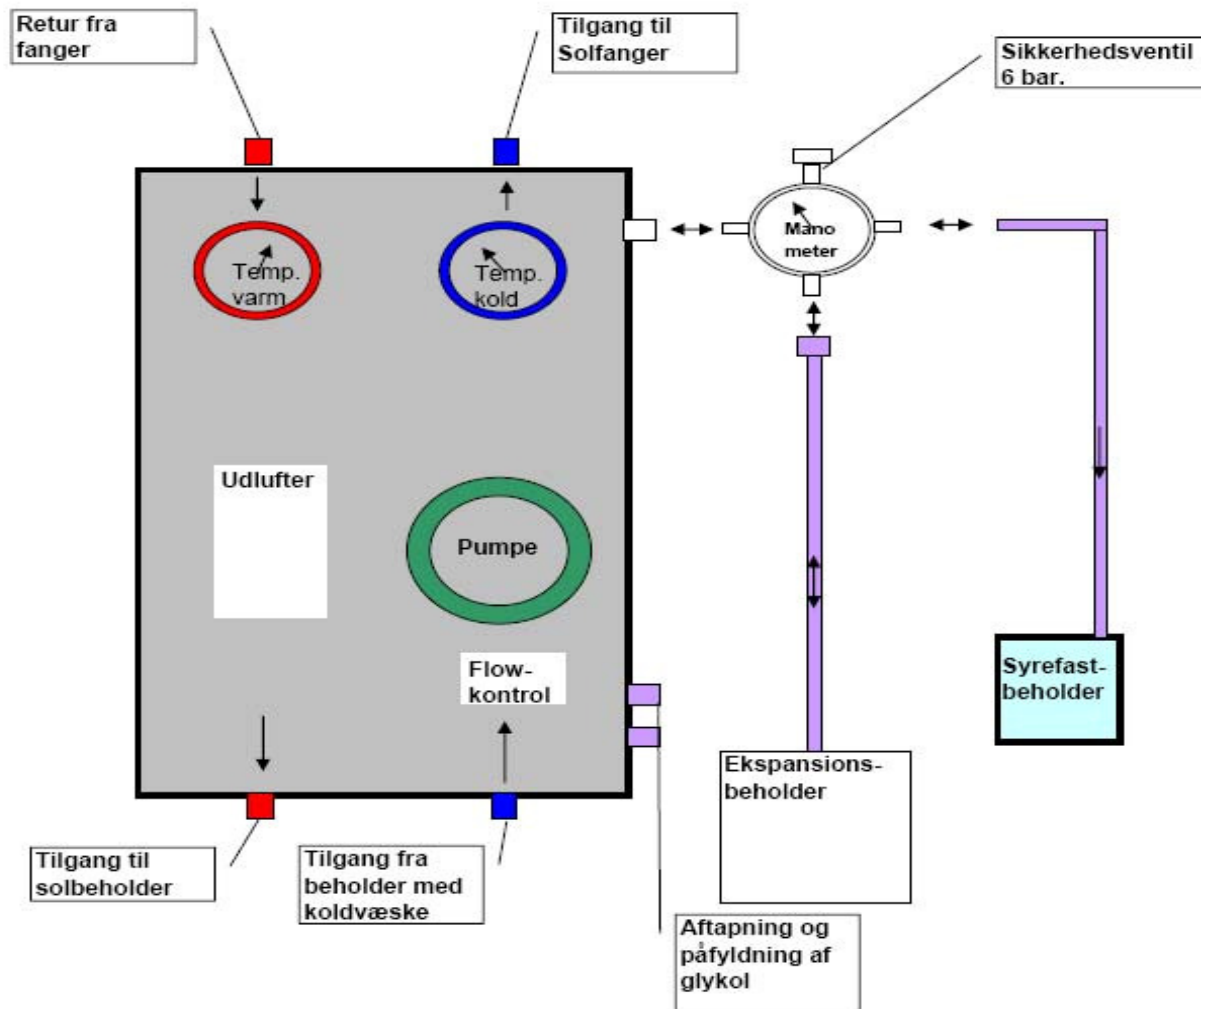 Retur fra
fanger
Tilgang til
Solfanger
Sikkerhedsventil
6 bar.
Temp.
varm
Temp.
kold
Mano
meter
Udlufter
Pumpe
Flow-
kontrol
Syrefast-
beholder
Ekspansions-
beholder
Tilgang til
solbeholder
Tilgang fra
beholder med
koldvæske
Aftapning og
påfyldning af
glykol